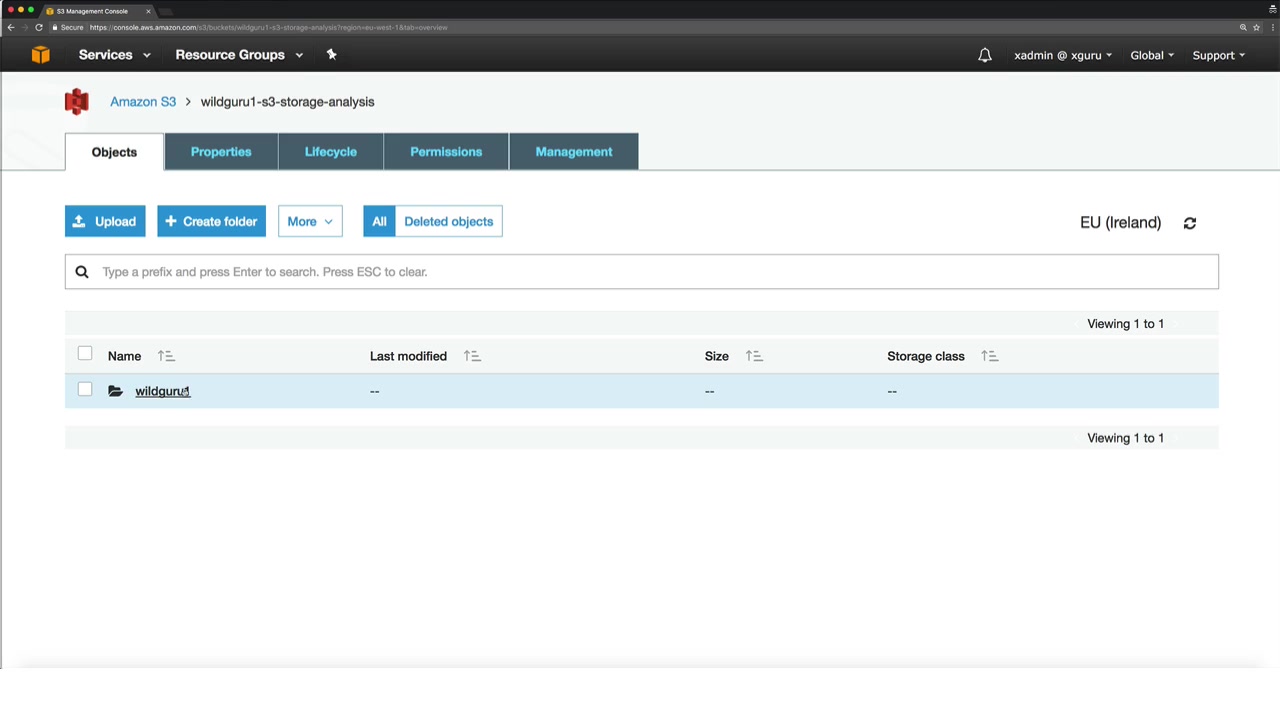 S3 Management Console
Secure https://console.aws.amazon.com/s3/buckets/wildguru1-s3-storage-analysis?region=eu-west-1&tab=overview
Services Resource Groups xadmin @ xguru Global Support
Amazon S3 > wildguru1-s3-storage-analysis
Objects Properties Lifecycle Permissions Management
Upload + Create folder More All Deleted objects EU (Ireland)
Type a prefix and press Enter to search. Press ESC to clear.
Viewing 1 to 1
Name Last modified Size Storage class
wildguru1 -- -- --
Viewing 1 to 1